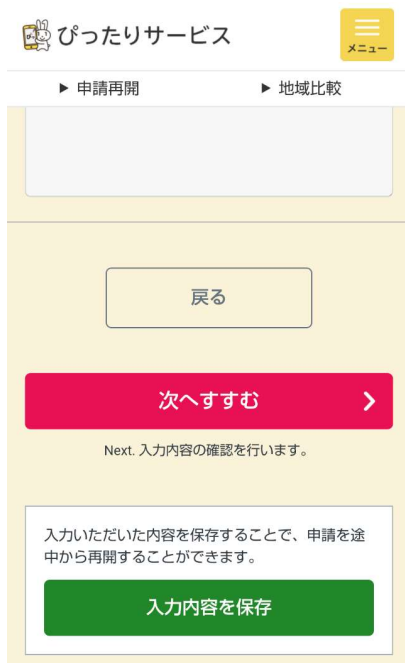 ぴったりサービス
メニュー
▶ 申請再開
▶ 地域比較
戻る
次へすすむ
Next. 入力内容の確認を行います。
入力いただいた内容を保存することで、申請を途
中から再開することができます。
入力内容を保存